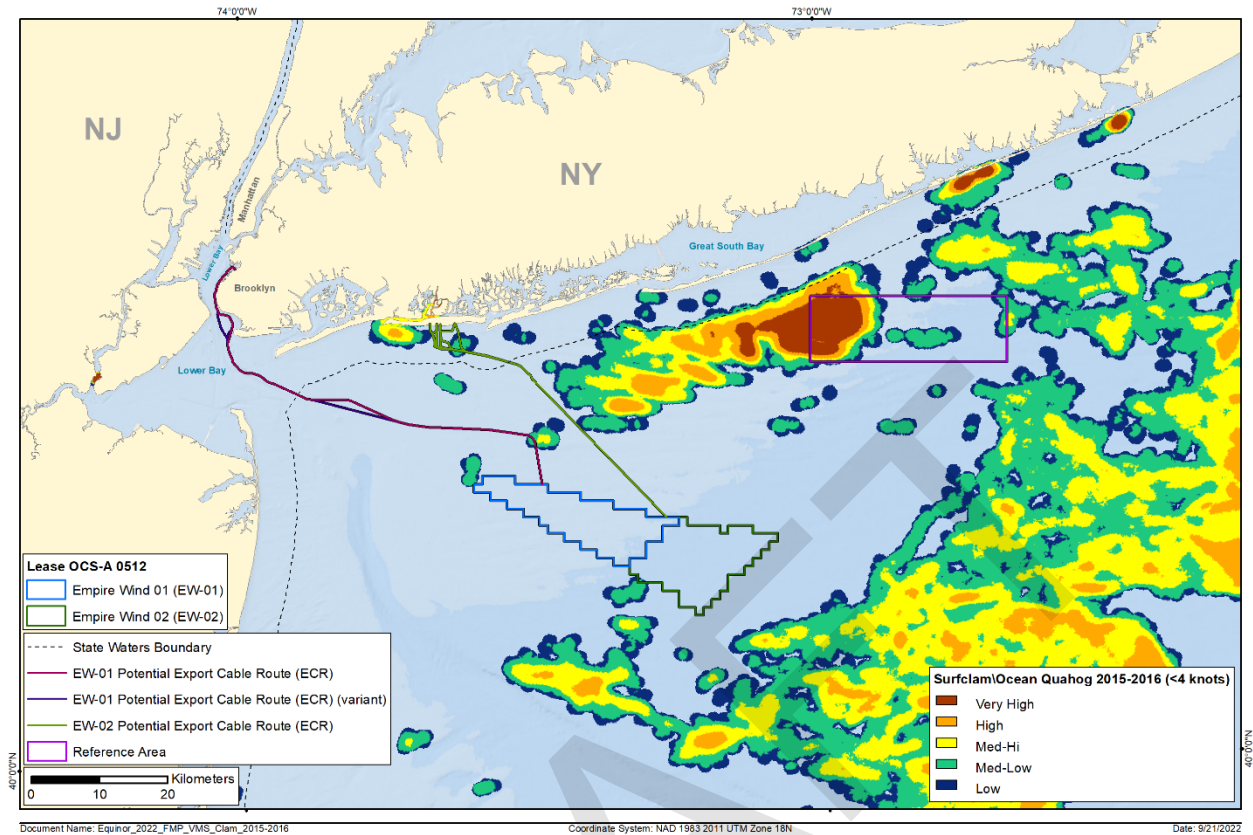 74°0'0"W
73°0'0"W
NJ
NY
Manhattan
Lower Bay
Brooklyn
Great South Bay
Lower Bay
Lease OCS-A 0512
Empire Wind 01 (EW-01)
Empire Wind 02 (EW-02)
State Waters Boundary
EW-01 Potential Export Cable Route (ECR)
EW-01 Potential Export Cable Route (ECR) (variant)
EW-02 Potential Export Cable Route (ECR)
Reference Area
Kilometers
0 10 20
Surfclam\Ocean Quahog 2015-2016 (<4 knots)
Very High
High
Med-Hi
Med-Low
Low
40°0'0"N
40°0'0"N
Document Name: Equinor_2022_FMP_VMS_Clam_2015-2016
Coordinate System: NAD 1983 2011 UTM Zone 18N
Date: 9/21/2022